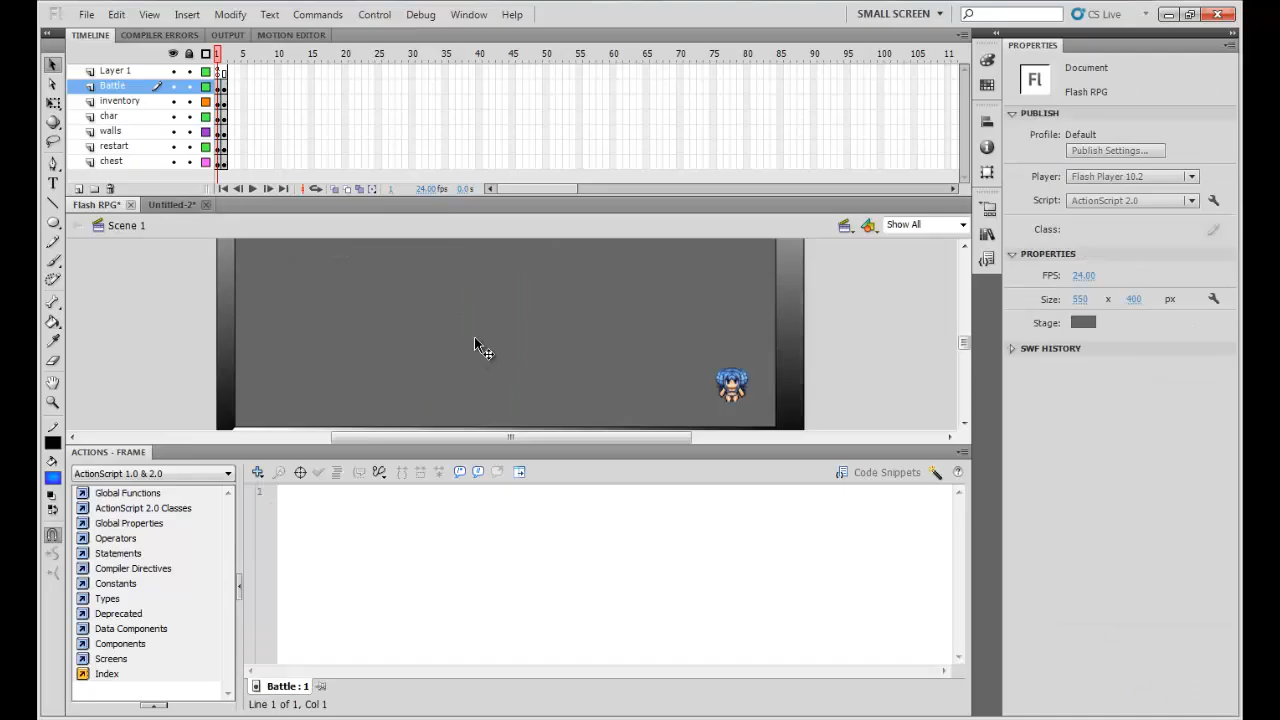 Fl File Edit View Insert Modify Control Text Commands Control Debug Window Help SMALL SCREEN CS Live
TIMELINE COMPILER ERRORS OUTPUT MOTION EDITOR
1 5 10 15 20 25 30 35 40 45 50 55 60 65 70 75 80 85 90 95 100 105 11
Layer 1
Battle
inventory
char
walls
restart
chest
1 24.00 fps 0.0 s
Flash RPG* Untitled-2*
Scene 1 Show All
ACTIONS - FRAME
ActionScript 1.0 & 2.0 Code Snippets
Global Functions
ActionScript 2.0 Classes
Global Properties
Operators
Statements
Compiler Directives
Constants
Types
Deprecated
Data Components
Components
Screens
Index
1
Battle : 1
Line 1 of 1, Col 1
PROPERTIES
Fl
Document
Flash RPG
PUBLISH
Profile: Default
Publish Settings...
Player: Flash Player 10.2
Script: ActionScript 2.0
Class:
PROPERTIES
FPS: 24.00
Size: 550 x 400 px
Stage:
SWF HISTORY